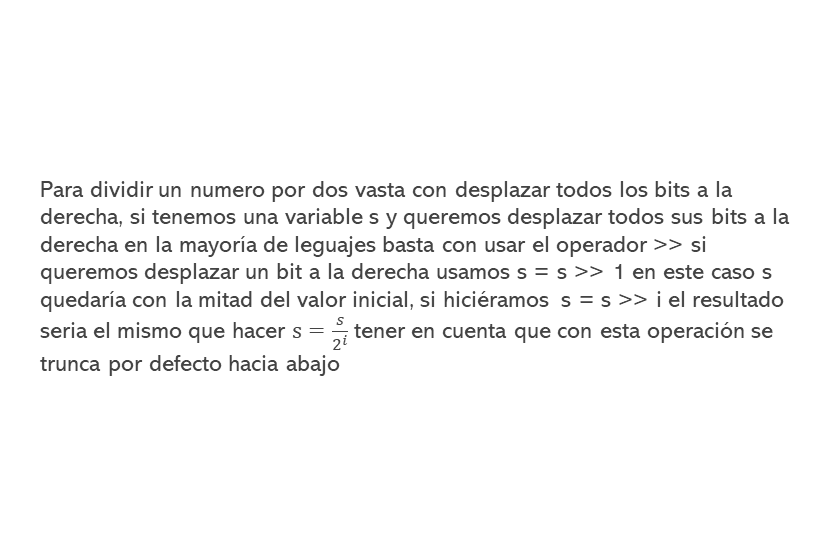 Para dividir un numero por dos vasta con desplazar todos los bits a la
derecha, si tenemos una variable s y queremos desplazar todos sus bits a la
derecha en la mayoría de leguajes basta con usar el operador >> si
queremos desplazar un bit a la derecha usamos s = s >> 1 en este caso s
quedaría con la mitad del valor inicial, si hiciéramos s = s >> i el resultado
seria el mismo que hacer s = s/2^i tener en cuenta que con esta operación se
trunca por defecto hacia abajo